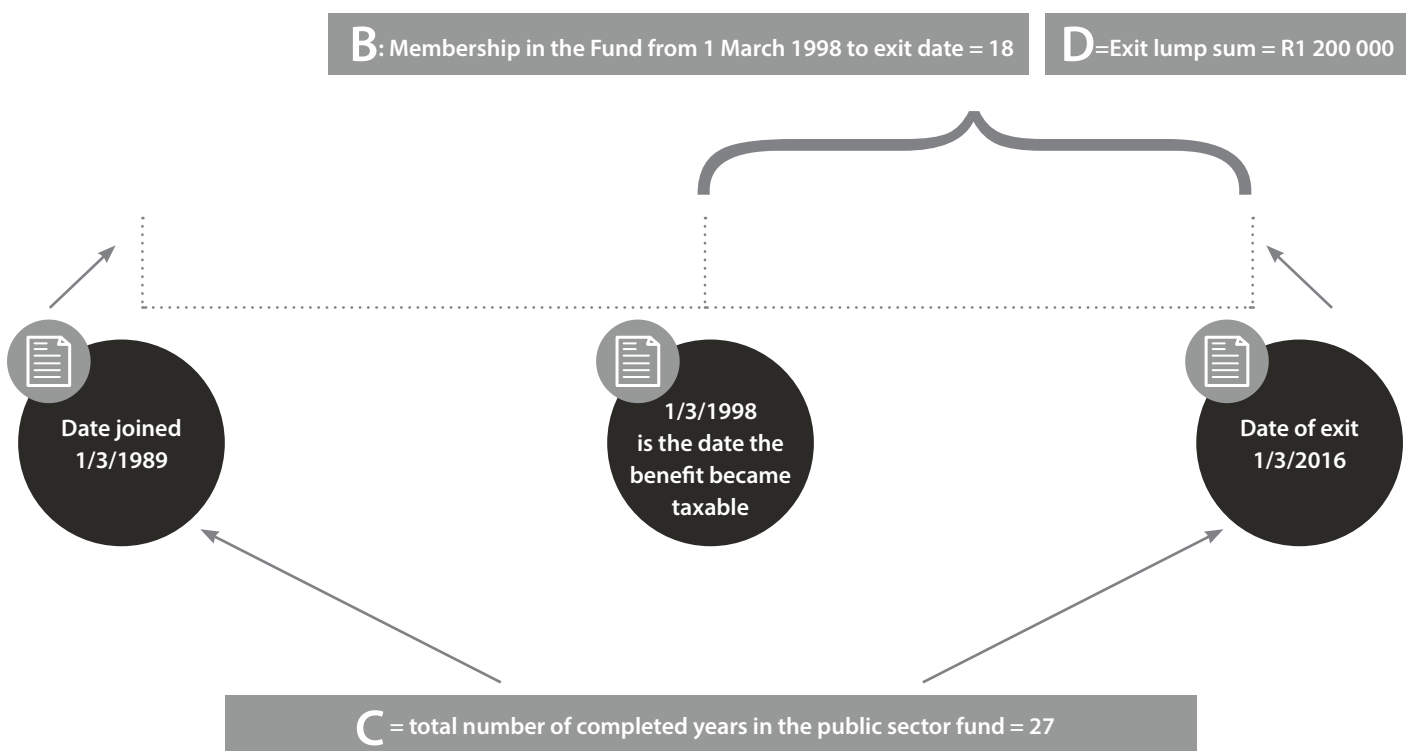 B: Membership in the Fund from 1 March 1998 to exit date = 18
D=Exit lump sum = R1 200 000
Date joined
1/3/1989
1/3/1998
is the date the
benefit became
taxable
Date of exit
1/3/2016
C = total number of completed years in the public sector fund = 27